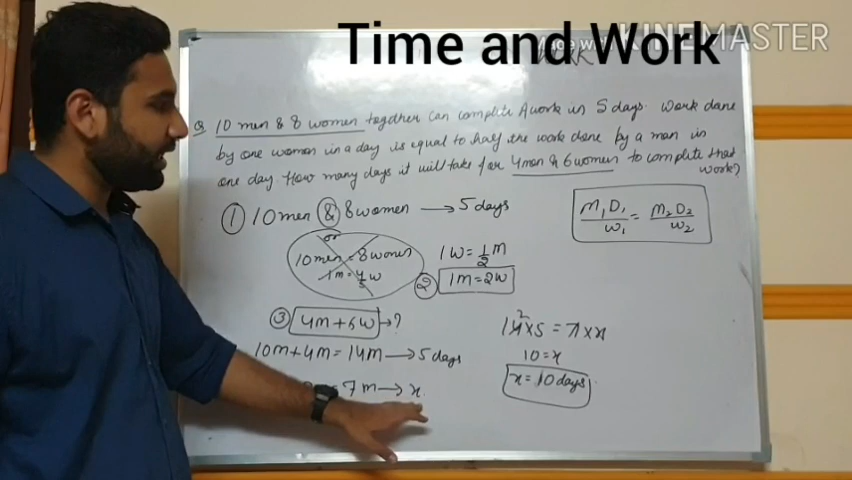 Time and Work
Made with KINEMASTER
Q 10 men & 8 women together can complete A work in 5 days. Work done
by one woman in a day is equal to half the work done by a man in
one day. How many days it will take for 4 men & 6 women to complete that
work?
① 10 men & 8 women → 5 days
M₁D₁/W₁ = M₂D₂/W₂
or
10 men = 8 women
1m = 4/5 w
1 w = 1/2 m
② 1m = 2w
③ 4m + 6w → ?
10m + 4m = 14m → 5 days
= 7m → x
14² x 5 = 7 x x
10 = x
x = 10 days